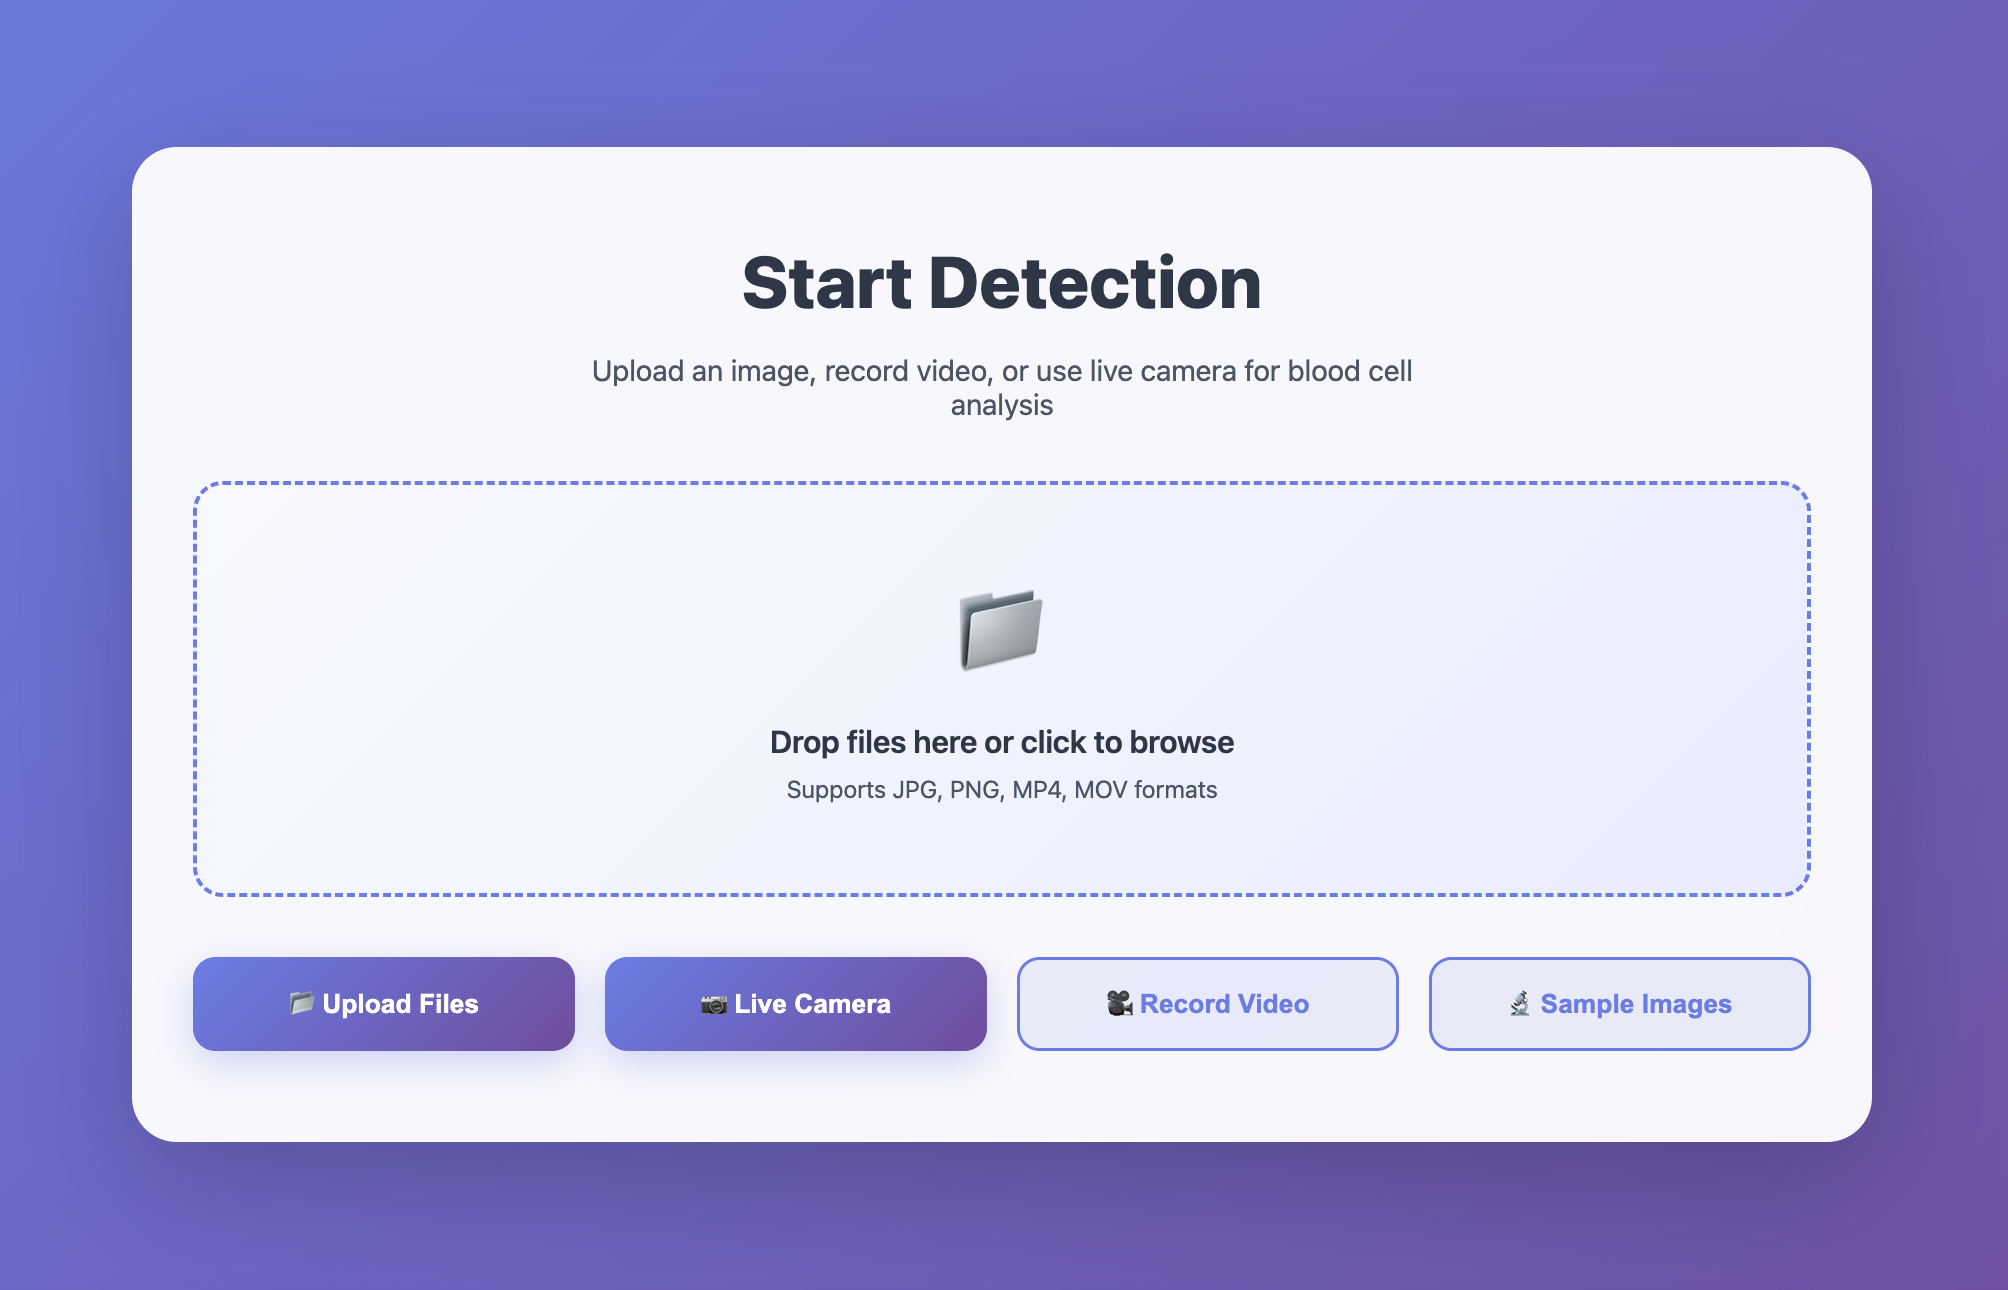 Start Detection
Upload an image, record video, or use live camera for blood cell
analysis
Drop files here or click to browse
Supports JPG, PNG, MP4, MOV formats
Upload Files
Live Camera
Record Video
Sample Images